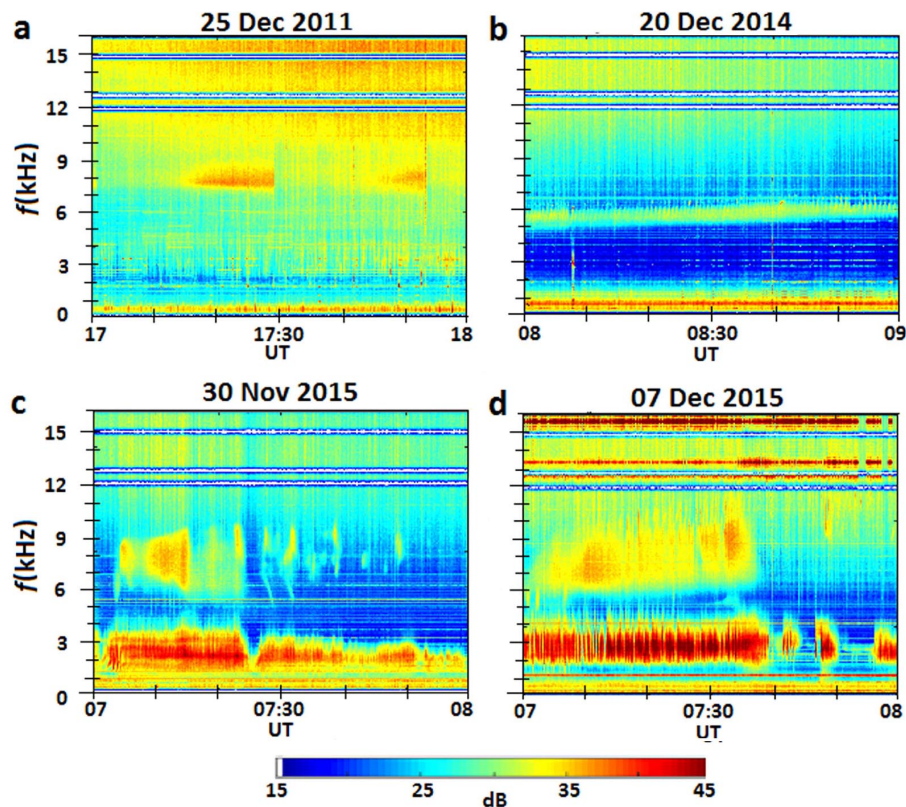 a 25 Dec 2011
15
12
9
6
3
0
f(kHz)
17 17:30 18
UT
b 20 Dec 2014
08 08:30 09
UT
c 30 Nov 2015
15
12
9
6
3
0
f(kHz)
07 07:30 08
UT
d 07 Dec 2015
07 07:30 08
UT
15 25 35 45
dB